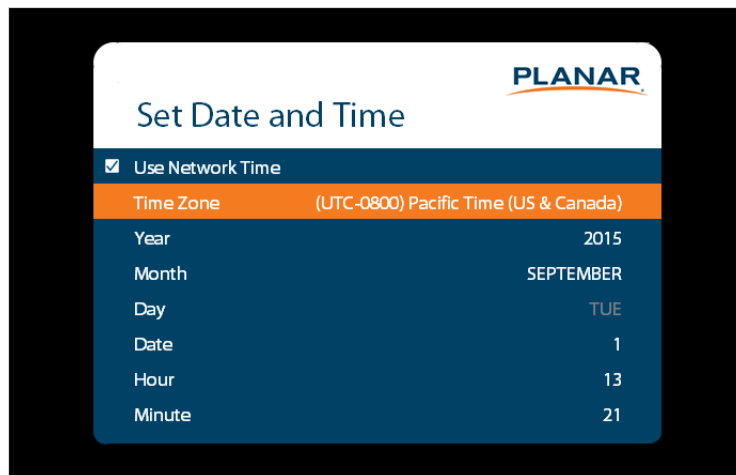 PLANAR
Set Date and Time
Use Network Time
Time Zone (UTC-0800) Pacific Time (US & Canada)
Year 2015
Month SEPTEMBER
Day TUE
Date 1
Hour 13
Minute 21